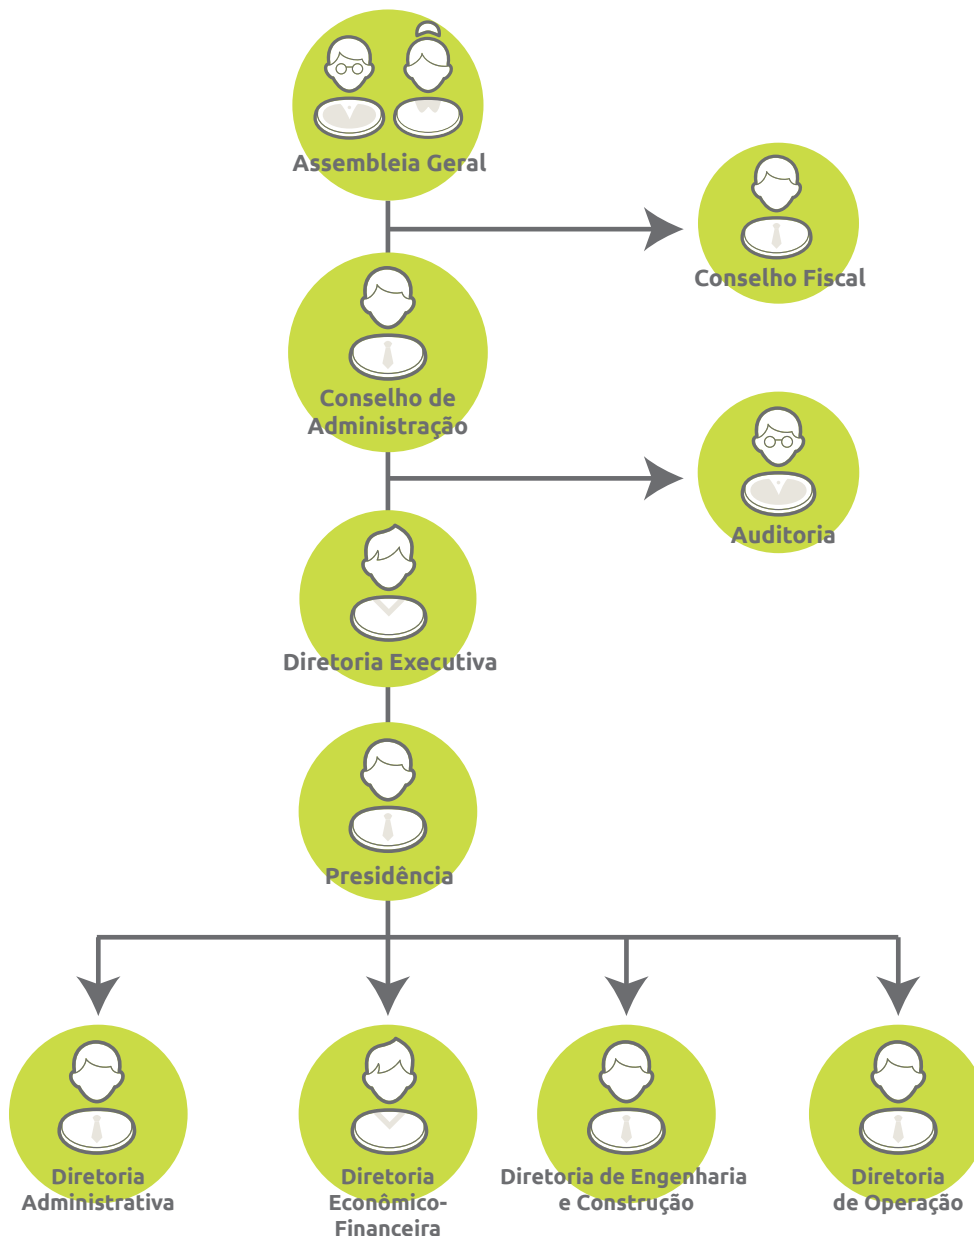 Assembleia Geral
Conselho Fiscal
Conselho de
Administração
Auditoria
Diretoria Executiva
Presidência
Diretoria
Administrativa
Diretoria
Econômico-
Financeira
Diretoria de Engenharia
e Construção
Diretoria
de Operação